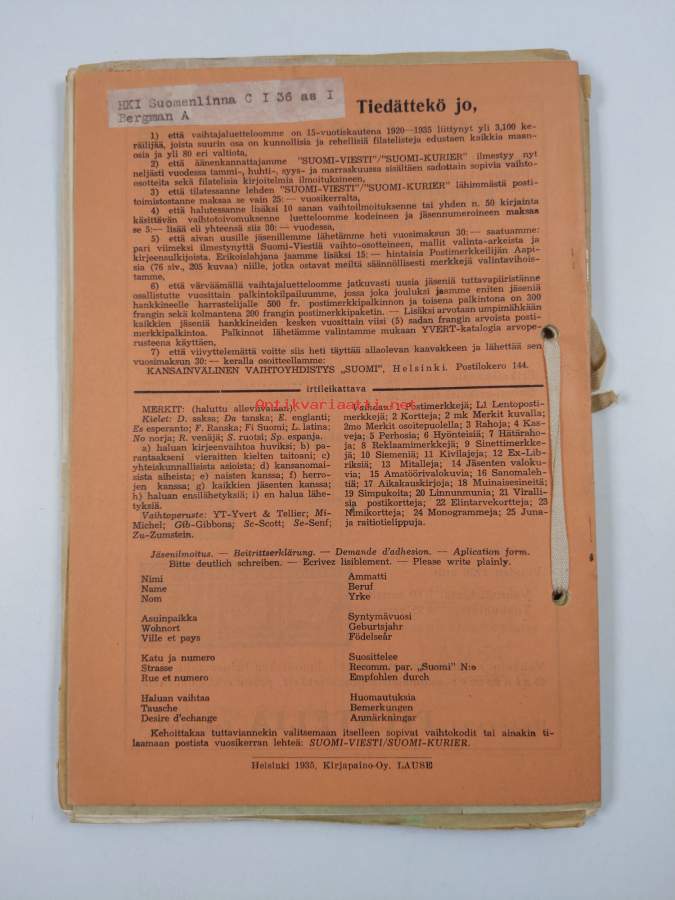 HKI Suomenlinna C I 36 as I
Bergman A
Tiedättekö jo,
1) että vaihtajaluetteloomme on 15-vuotiskautena 1920—1935 liittynyt yli 3,100 ke-
räilijää, joista suurin osa on kunnollisia ja rehellisiä filatelisteja edustaen kaikkia maan-
osia ja yli 80 eri valtiota,
2) että äänenkannattajamme "SUOMI-VIESTI"/"SUOMI-KURIER" ilmestyy nyt
neljästi vuodessa tammi-, huhti-, syys- ja marraskuussa sisältäen sadottain sopivia vaihto-
osotteita sekä filatelisia kirjoitelmia ilmoituksineen,
3) että tilatessanne lehden "SUOMI-VIESTI"/"SUOMI-KURIER" lähimmästä posti-
toimistostanne maksaa se vain 25:— vuosikerralta,
4) että halutessanne lisäksi 10 sanan vaihtoilmoituksenne tai yhden n. 50 kirjainta
käsittävän vaihtotoivomuksenne luetteloomme kodeineen ja jäsennumeroineen maksaa
se 5:— lisää eli yhteensä siis 30:— vuodessa,
5) että aivan uusille jäsenillemme lähetämme heti vuosimaksun 30:— saatuamme:
pari viimeksi ilmestynyttä Suomi-Viestiä vaihto-osotteineen, mallit valinta-arkeista ja
kirjeensulkijoista. Erikoislahjana jaamme lisäksi 15:— hintaisia Postimerkkeilijän Aapi-
sia (76 siv., 205 kuvaa) niille, jotka ostavat meiltä säännöllisesti merkkejä valintavihois-
tamme,
6) että värväämällä vaihtajaluetteloomme jatkuvasti uusia jäseniä tuttavapiiristänne
osallistutte vuosittain palkintokilpailuumme, jossa joka jouluksi jaamme eniten jäseniä
hankkineelle harrastelijalle 500 fr. postimerkkipalkinnon ja toisena palkintona on 300
frangin sekä kolmantena 200 frangin postimerkkipaketin. — Lisäksi arvotaan umpimähkään
kaikkien jäseniä hankkineiden kesken vuosittain viisi (5) sadan frangin arvoista posti-
merkkipalkintoa. Palkinnot lähetämme valintamme mukaan YVERT-katalogia arvope-
rusteena käyttäen,
7) että viivyttelemättä voitte siis heti täyttää allaolevan kaavakkeen ja lähettää sen
vuosimaksun 30:— keralla osoitteellamme:
KANSAINVÄLINEN VAIHTOYHDISTYS „SUOMI", Helsinki. Postilokero 144.
irtileikattava
Antikvariaatti.net
MERKIT: (haluttu allevävataan)
Kielet: D. saksa; Da tanska; E. englanti;
Es esperanto; F. Ranska; Fi Suomi; L. latina;
No norja; R. venäjä; S. ruotsi; Sp. espanja.
a) haluan kirjeenvaihtoa huviksi; b) pa-
rantaakseni vieraitten kielten taitoani; c)
yhteiskunnallisista asioista; d) kansanomai-
sista aiheista; e) naisten kanssa; f) herro-
jen kanssa; g) kaikkien jäsenten kanssa;
h) haluan ensilähetyksiä; i) en halua lähe-
tyksiä.
Vaihtoperuste: YT-Yvert & Tellier; Mi-
Michel; Gib-Gibbons; Sc-Scott; Se-Senf;
Zu-Zumstein.
Vaihdan: 1 Postimerkkejä; L1 Lentoposti-
merkkejä; 2 Kortteja; 2 mk Merkit kuvalla;
2mo Merkit osoitepuolella; 3 Rahoja; 4 Kas-
veja; 5 Perhosia; 6 Hyönteisiä; 7 Hätäraho-
ja; 8 Reklaamimerkkejä; 9 Sinettimerkke-
jä; 10 Siemeniä; 11 Kivilajeja; 12 Ex-Lib-
riksiä; 13 Mitalleja; 14 Jäsenten valoku-
via; 15 Amatöörivalokuvia; 16 Sanomaleh-
tiä; 17 Aikakauskirjoja; 18 Muinaisesineitä;
19 Simpukoita; 20 Linnunmunia; 21 Viralli-
sia postikortteja; 22 Elintarvekortteja; 23
Nimikortteja; 24 Monogrammeja; 25 Juna-
ja raitiotielippuja.
Jäsenilmoitus. — Beitrittserklärung. — Demande d'adhesion. — Aplication form.
Bitte deutlich schreiben. — Ecrivez lisiblement. — Please write plainly.
Nimi
Name
Nom
Ammatti
Beruf
Yrke
Asuinpaikka
Wohnort
Ville et pays
Syntymävuosi
Geburtsjahr
Födelseår
Katu ja numero
Strasse
Rue et numero
Suosittelee
Recomm. par. „Suomi" N:o
Empfohlen durch
Haluan vaihtaa
Tausche
Desire d'echange
Huomautuksia
Bemerkungen
Anmärkningar
Kehoittakaa tuttaviannekin valitsemaan itselleen sopivat vaihtokodit tai ainakin ti-
laamaan postista vuosikerran lehteä: SUOMI-VIESTI/SUOMI-KURIER.
Helsinki 1935, Kirjapaino-Oy. LAUSE